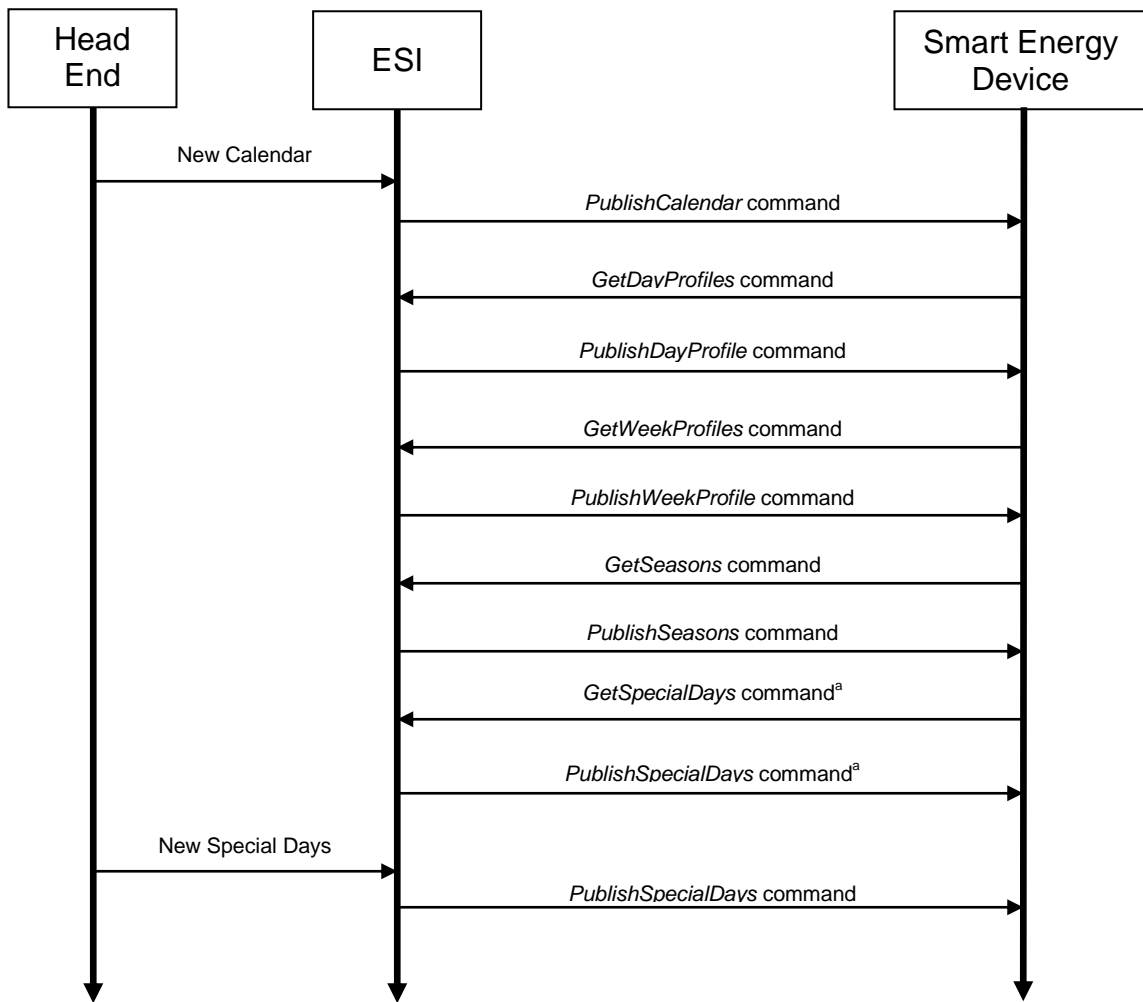 Head
End
ESI
Smart Energy
Device
New Calendar
PublishCalendar command
GetDayProfiles command
PublishDayProfile command
GetWeekProfiles command
PublishWeekProfile command
GetSeasons command
PublishSeasons command
GetSpecialDays commandᵃ
PublishSpecialDays commandᵃ
New Special Days
PublishSpecialDays command